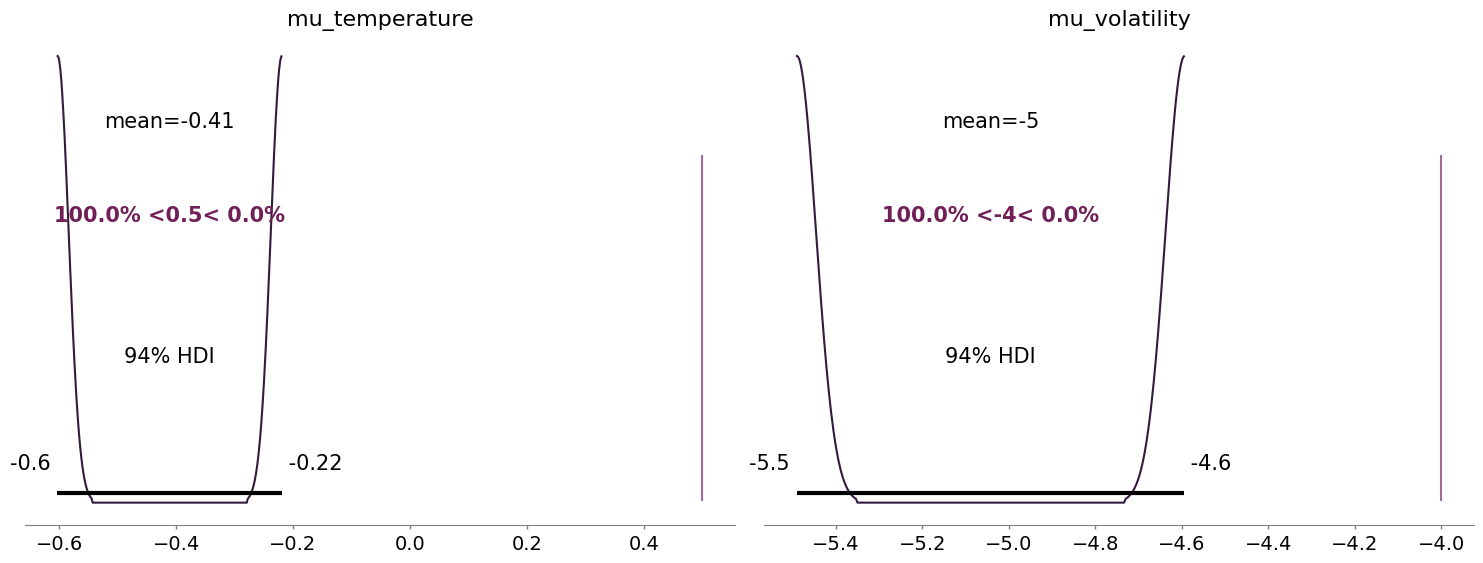 mu_temperature
mean=-0.41
100.0% <0.5< 0.0%
94% HDI
-0.6
-0.22
−0.6 −0.4 −0.2 0.0 0.2 0.4
mu_volatility
mean=-5
100.0% <-4< 0.0%
94% HDI
-5.5
-4.6
−5.4 −5.2 −5.0 −4.8 −4.6 −4.4 −4.2 −4.0